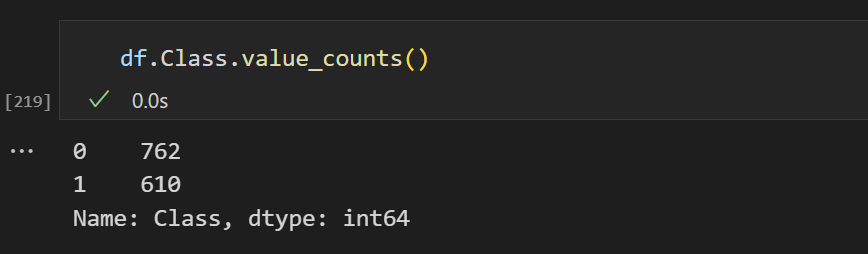 df.Class.value_counts()
[219]
0.0s
...
0    762
1    610
Name: Class, dtype: int64